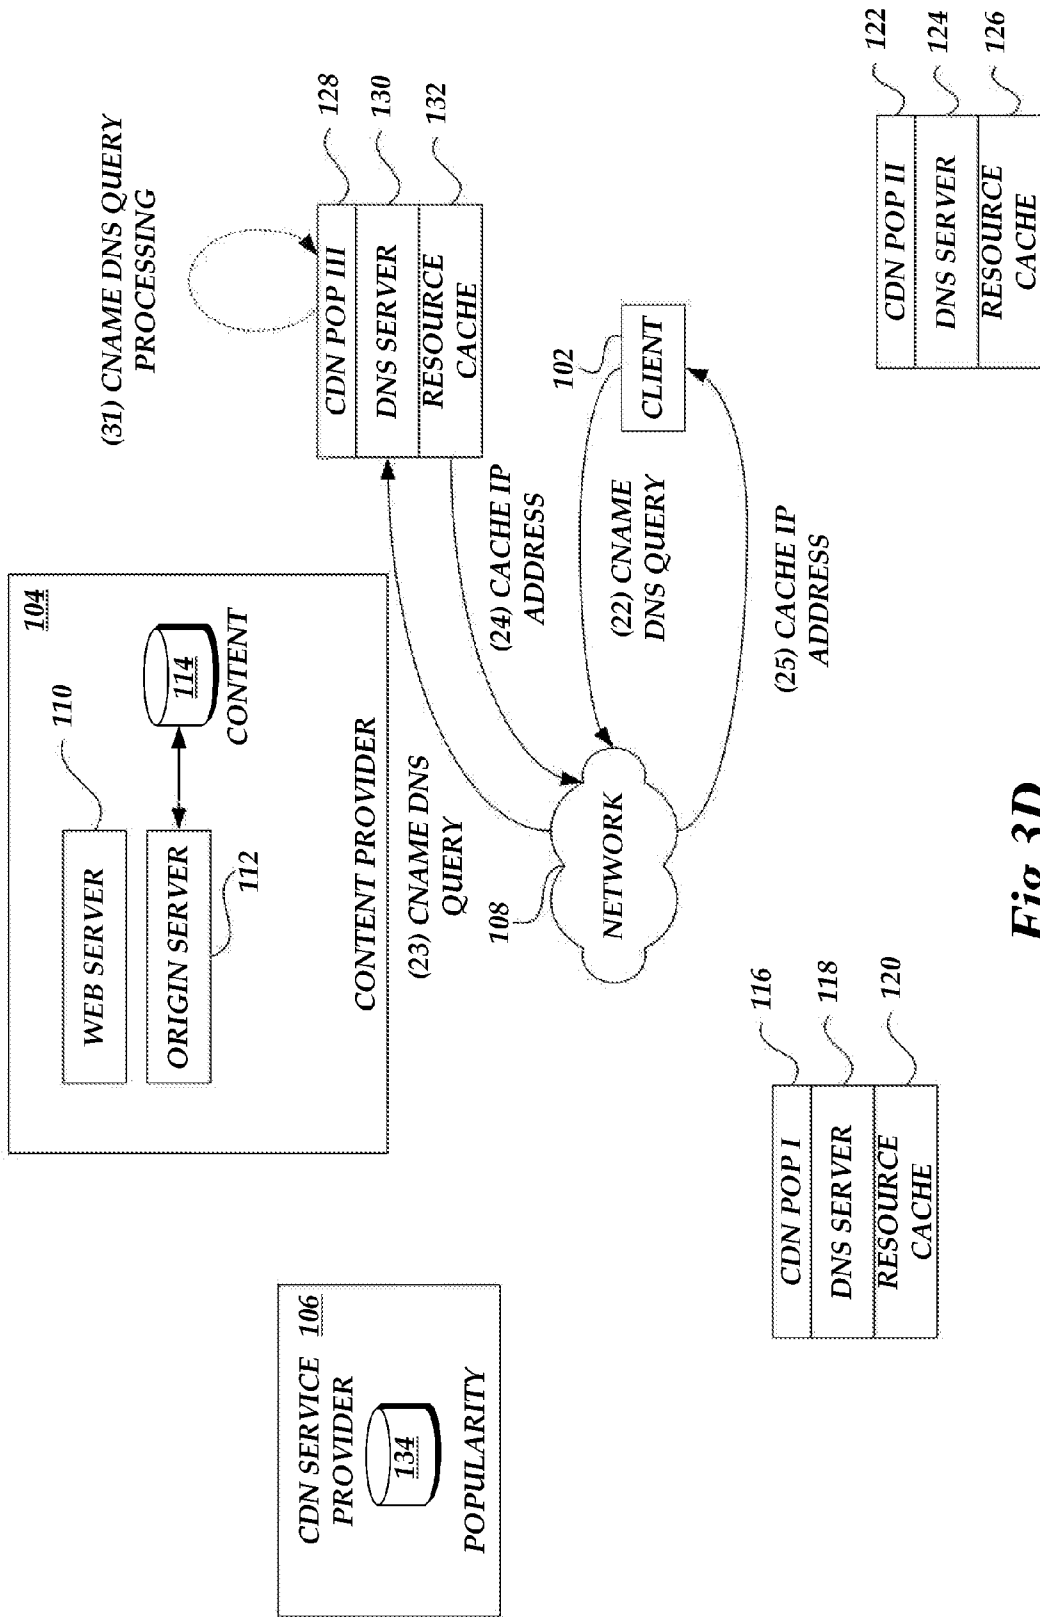 104
110
WEB SERVER
ORIGIN SERVER
112
114
CONTENT
CONTENT PROVIDER
CDN SERVICE
PROVIDER
106
134
POPULARITY
(31) CNAME DNS QUERY
PROCESSING
CDN POP III
DNS SERVER
RESOURCE
CACHE
128
130
132
(23) CNAME DNS
QUERY
(24) CACHE IP
ADDRESS
108
NETWORK
102
CLIENT
(22) CNAME
DNS QUERY
(25) CACHE IP
ADDRESS
CDN POP I
DNS SERVER
RESOURCE
CACHE
116
118
120
CDN POP II
DNS SERVER
RESOURCE
CACHE
122
124
126
Fig.3D